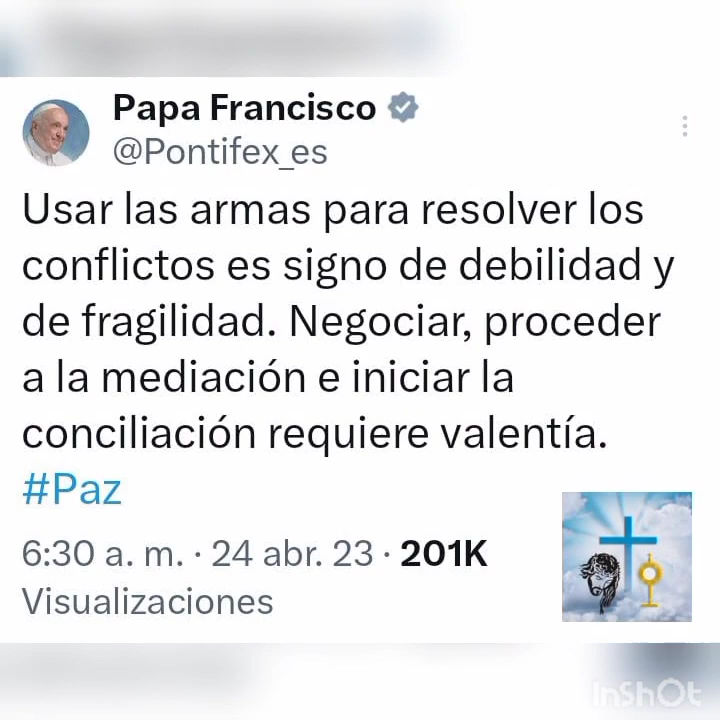 Papa Francisco
@Pontifex_es
Usar las armas para resolver los
conflictos es signo de debilidad y
de fragilidad. Negociar, proceder
a la mediación e iniciar la
conciliación requiere valentía.
#Paz
6:30 a. m. · 24 abr. 23 · 201K
Visualizaciones
InShOt